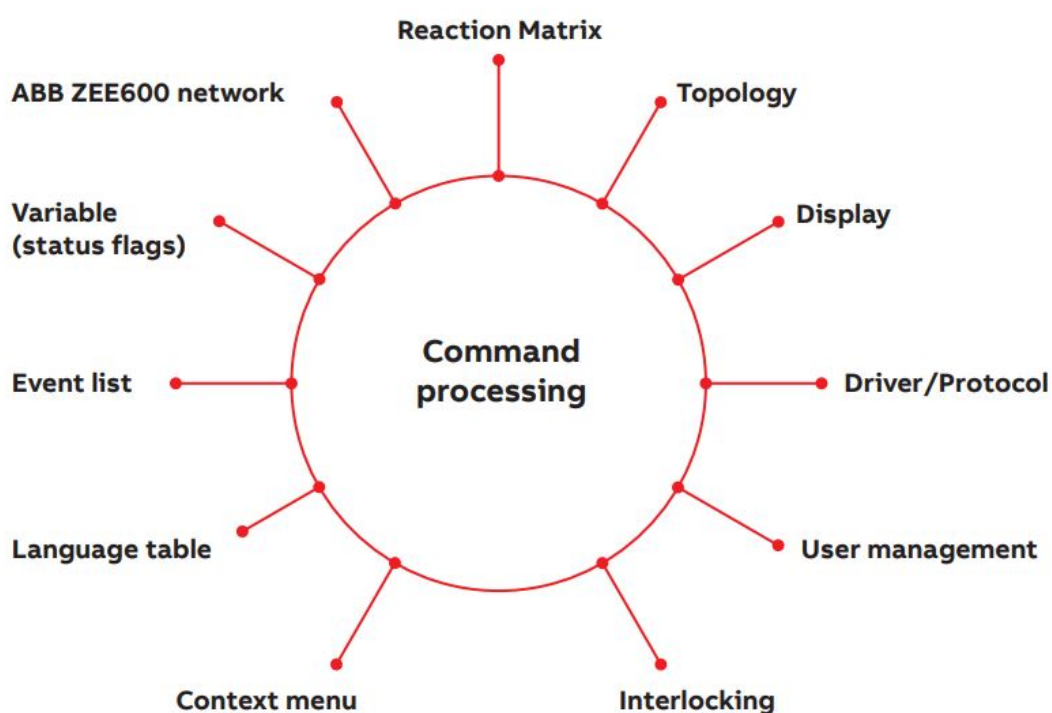 Reaction Matrix
ABB ZEE600 network
Topology
Variable
(status flags)
Display
Command
processing
Event list
Driver/Protocol
Language table
User management
Context menu
Interlocking